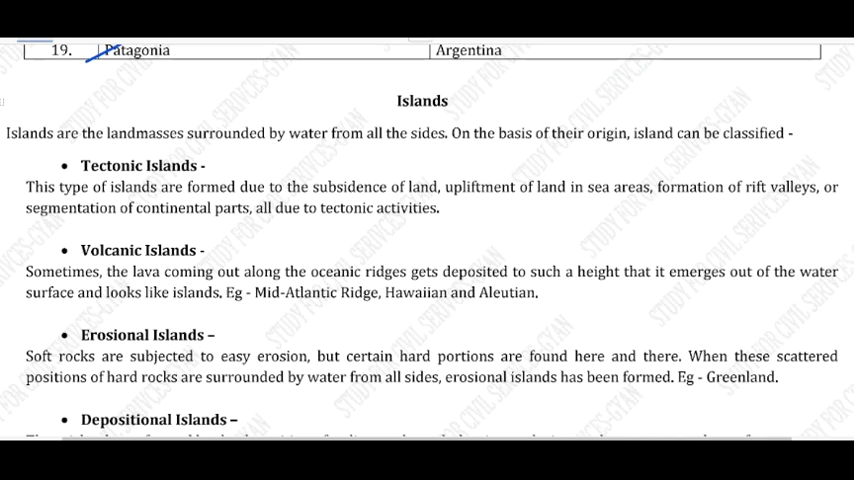 19. Patagonia Argentina
Islands
Islands are the landmasses surrounded by water from all the sides. On the basis of their origin, island can be classified -
• Tectonic Islands -
This type of islands are formed due to the subsidence of land, upliftment of land in sea areas, formation of rift valleys, or
segmentation of continental parts, all due to tectonic activities.
• Volcanic Islands -
Sometimes, the lava coming out along the oceanic ridges gets deposited to such a height that it emerges out of the water
surface and looks like islands. Eg - Mid-Atlantic Ridge, Hawaiian and Aleutian.
• Erosional Islands –
Soft rocks are subjected to easy erosion, but certain hard portions are found here and there. When these scattered
positions of hard rocks are surrounded by water from all sides, erosional islands has been formed. Eg - Greenland.
• Depositional Islands –